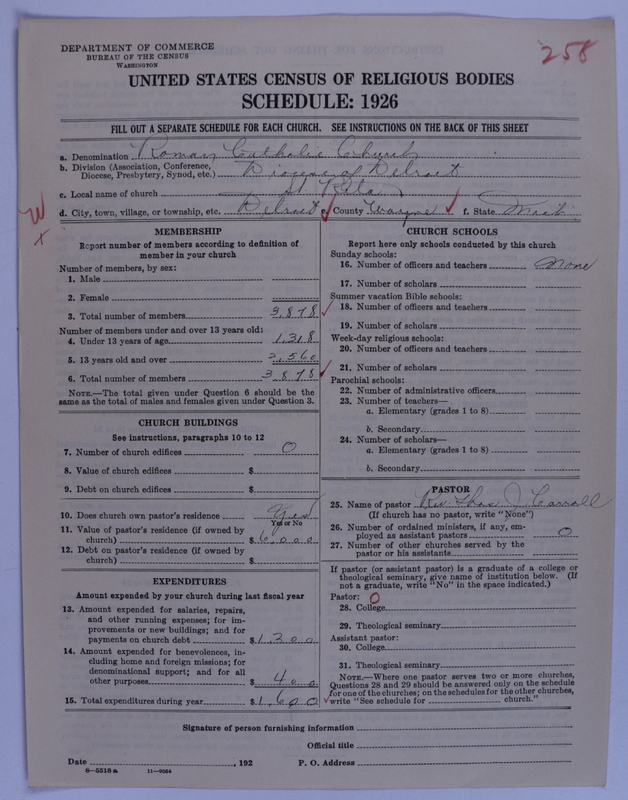 DEPARTMENT OF COMMERCE
BUREAU OF THE CENSUS
WASHINGTON
258
UNITED STATES CENSUS OF RELIGIOUS BODIES
SCHEDULE: 1926
FILL OUT A SEPARATE SCHEDULE FOR EACH CHURCH. SEE INSTRUCTIONS ON THE BACK OF THIS SHEET
a. Denomination Roman Catholic Church
b. Division (Association, Conference, Diocese, Presbytery, Synod, etc.) Diocese of Detroit
c. Local name of church St Rita
d. City, town, village, or township, etc. Detroit e. County Wayne f. State Mich
W
x
MEMBERSHIP
Report number of members according to definition of
member in your church
Number of members, by sex:
1. Male
2. Female
3. Total number of members 3,878
Number of members under and over 13 years old:
4. Under 13 years of age 1,318
5. 13 years old and over 2,560
6. Total number of members 3878
NOTE.—The total given under Question 6 should be
same as the total of males and females given under Question 3.
CHURCH BUILDINGS
See instructions, paragraphs 10 to 12
7. Number of church edifices 0
8. Value of church edifices $
9. Debt on church edifices $
10. Does church own pastor's residence Yes
Yes or No
11. Value of pastor's residence (if owned by
church) $6,000
12. Debt on pastor's residence (if owned by
church) $
EXPENDITURES
Amount expended by your church during last fiscal year
13. Amount expended for salaries, repairs,
and other running expenses; for im-
provements or new buildings; and for
payments on church debt $1,200
14. Amount expended for benevolences, in-
cluding home and foreign missions; for
denominational support; and for all
other purposes $400
15. Total expenditures during year $1,600
CHURCH SCHOOLS
Report here only schools conducted by this church
Sunday schools:
16. Number of officers and teachers None
17. Number of scholars
Summer vacation Bible schools:
18. Number of officers and teachers
19. Number of scholars
Week-day religious schools:
20. Number of officers and teachers
21. Number of scholars
Parochial schools:
22. Number of administrative officers
23. Number of teachers—
a. Elementary (grades 1 to 8)
b. Secondary
24. Number of scholars—
a. Elementary (grades 1 to 8)
b. Secondary
PASTOR
25. Name of pastor Rev Thos J Carroll
(If church has no pastor, write "None")
26. Number of ordained ministers, if any, em-
ployed as assistant pastors 0
27. Number of other churches served by the
pastor or his assistants
If pastor (or assistant pastor) is a graduate of a college or
theological seminary, give name of institution below. (If
not a graduate, write "No" in the space indicated.)
Pastor: 0
28. College
29. Theological seminary
Assistant pastor:
30. College
31. Theological seminary
NOTE.—Where one pastor serves two or more churches,
Questions 28 and 29 should be answered only on the schedule
for one of the churches; on the schedules for the other churches,
write "See schedule for church."
Signature of person furnishing information
Official title
Date , 192 P. O. Address
8—5518a 11—9054